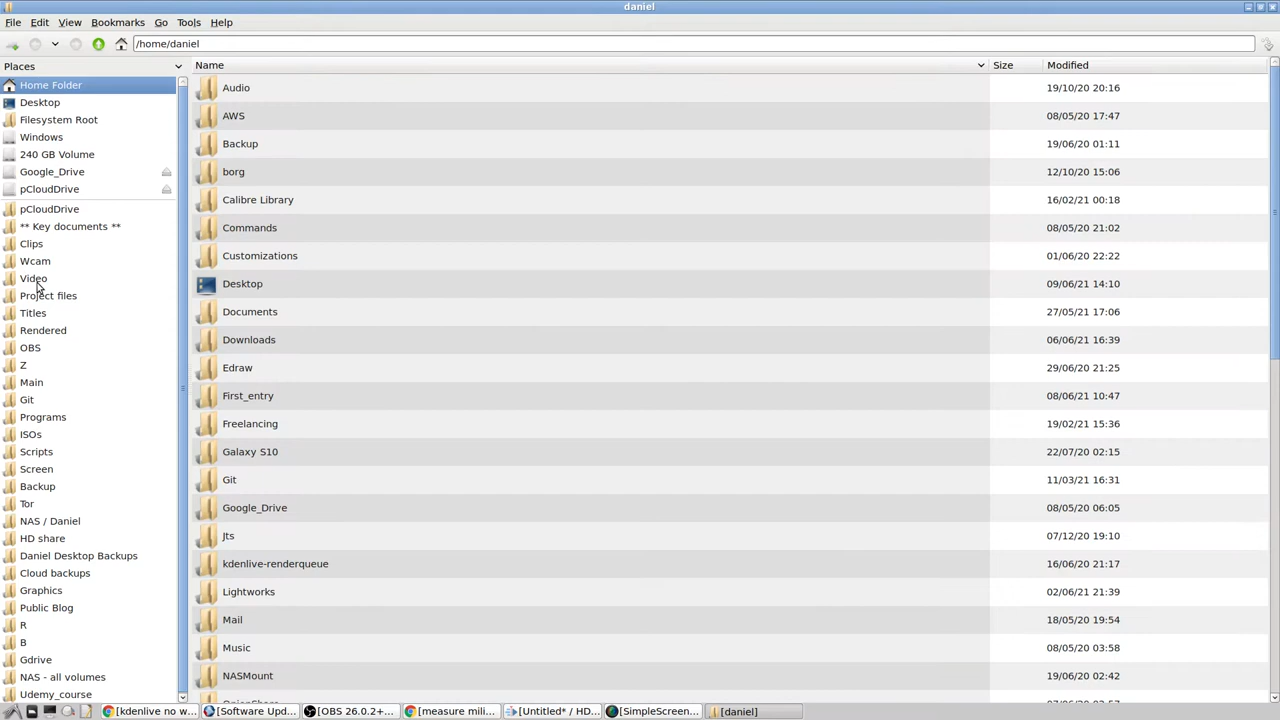 daniel
File Edit View Bookmarks Go Tools Help
/home/daniel
Places
Home Folder
Desktop
Filesystem Root
Windows
240 GB Volume
Google_Drive
pCloudDrive
pCloudDrive
** Key documents **
Clips
Wcam
Video
Project files
Titles
Rendered
OBS
Z
Main
Git
Programs
ISOs
Scripts
Screen
Backup
Tor
NAS / Daniel
HD share
Daniel Desktop Backups
Cloud backups
Graphics
Public Blog
R
B
Gdrive
NAS - all volumes
Udemy_course
Name Size Modified
Audio 19/10/20 20:16
AWS 08/05/20 17:47
Backup 19/06/20 01:11
borg 12/10/20 15:06
Calibre Library 16/02/21 00:18
Commands 08/05/20 21:02
Customizations 01/06/20 22:22
Desktop 09/06/21 14:10
Documents 27/05/21 17:06
Downloads 06/06/21 16:39
Edraw 29/06/20 21:25
First_entry 08/06/21 10:47
Freelancing 19/02/21 15:36
Galaxy S10 22/07/20 02:15
Git 11/03/21 16:31
Google_Drive 08/05/20 06:05
Jts 07/12/20 19:10
kdenlive-renderqueue 16/06/20 21:17
Lightworks 02/06/21 21:39
Mail 18/05/20 19:54
Music 08/05/20 03:58
NASMount 19/06/20 02:42
[kdenlive no w... [Software Upd... [OBS 26.0.2+... [measure mili... [Untitled* / HD... [SimpleScreen... [daniel]